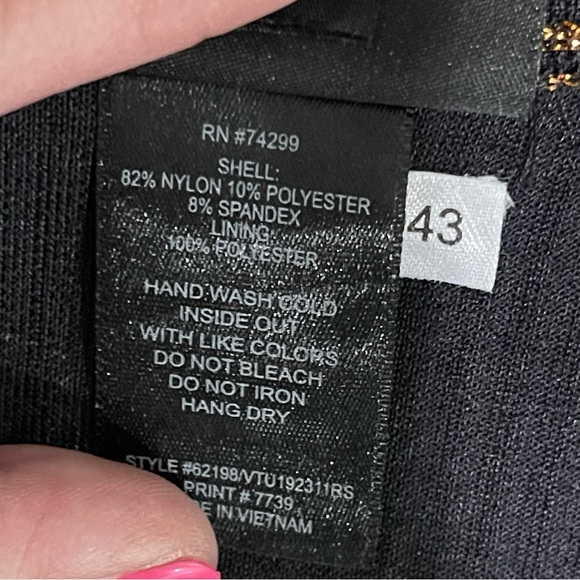 RN #74299
SHELL:
82% NYLON 10% POLYESTER
8% SPANDEX
LINING:
100% POLYESTER
HAND WASH COLD
INSIDE OUT
WITH LIKE COLORS
DO NOT BLEACH
DO NOT IRON
HANG DRY
STYLE #62198/VTU192311RS
PRINT # 7739
E IN VIETNAM
43